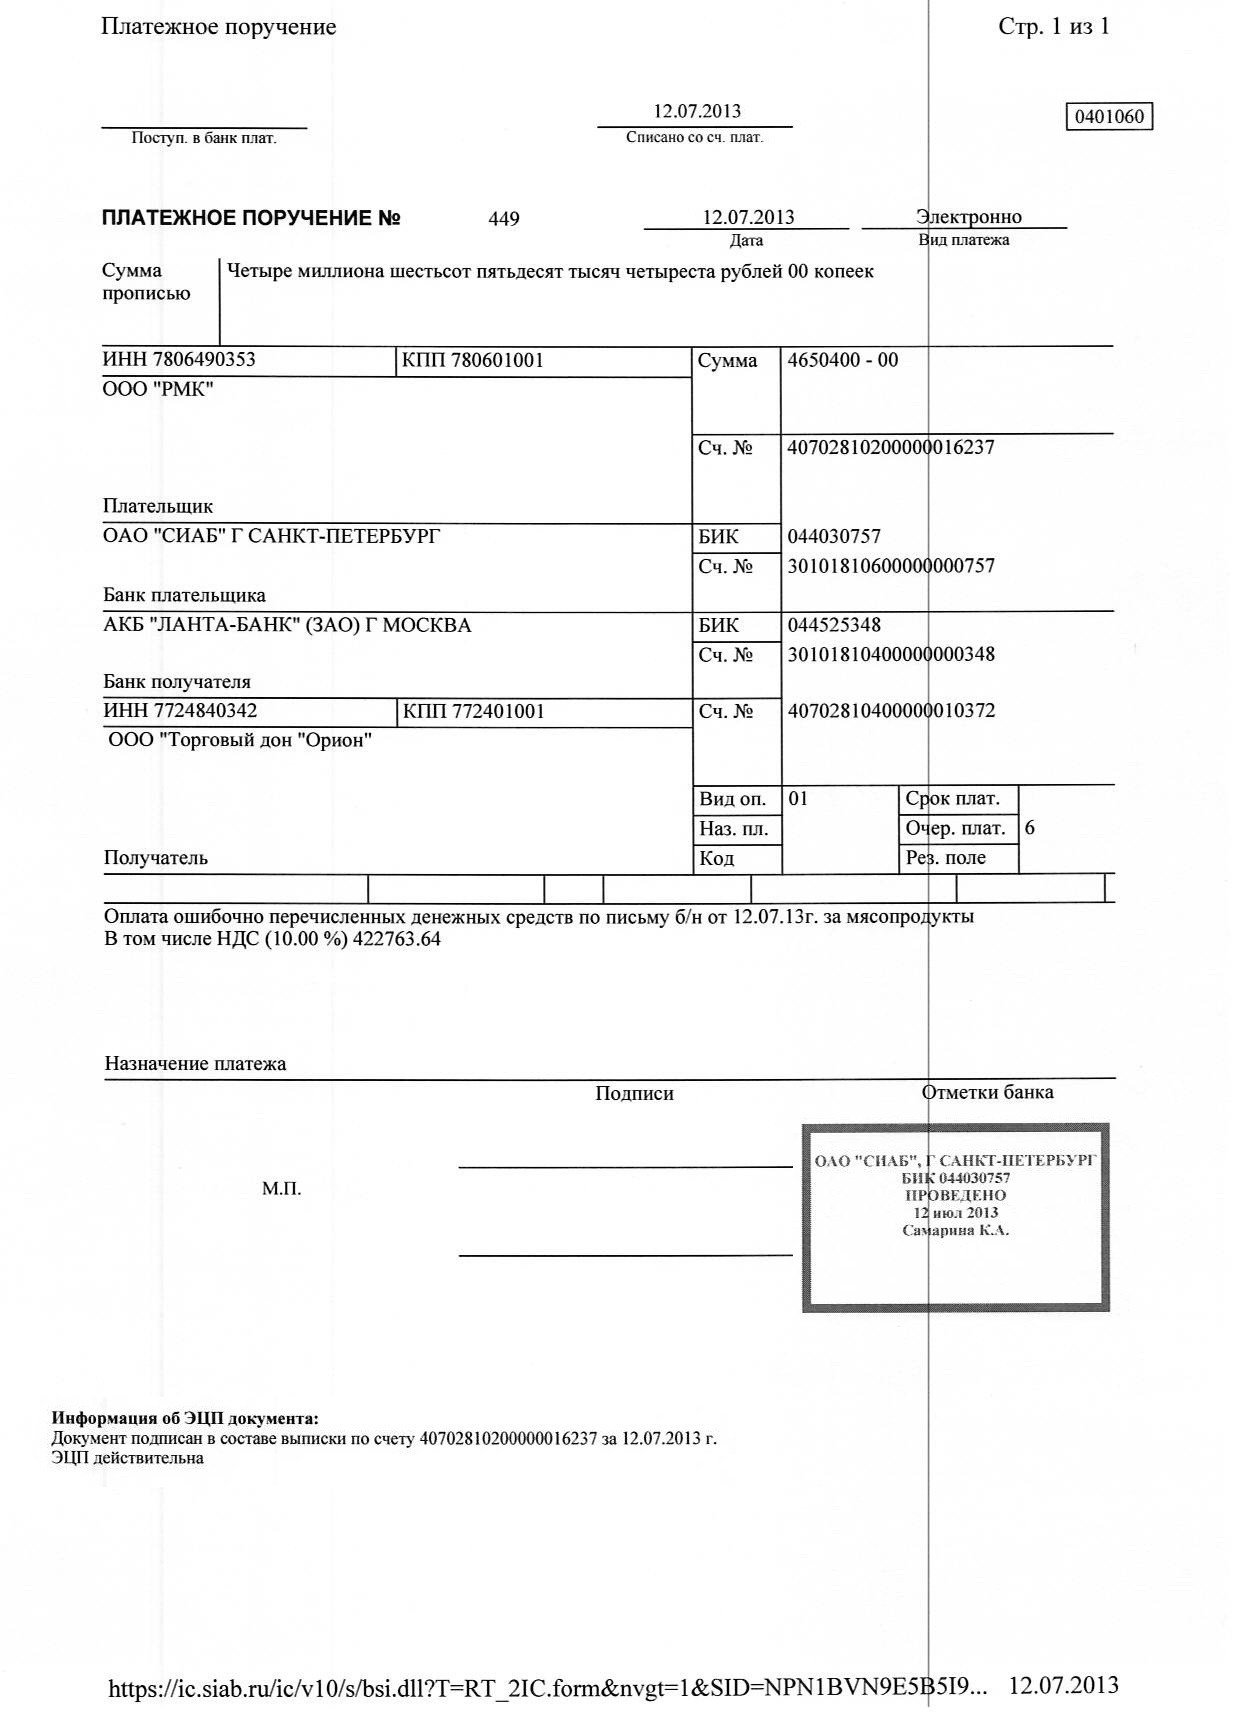 Платежное поручение Стр. 1 из 1
12.07.2013
0401060
Поступ. в банк плат. Списано со сч. плат.
ПЛАТЕЖНОЕ ПОРУЧЕНИЕ № 449 12.07.2013 Электронно
Дата Вид платежа
Сумма Четыре миллиона шестьсот пятьдесят тысяч четыреста рублей 00 копеек
прописью
ИНН 7806490353 КПП 780601001 Сумма 4650400 - 00
ООО "РМК"
Сч. № 40702810200000016237
Плательщик
ОАО "СИАБ" Г САНКТ-ПЕТЕРБУРГ БИК 044030757
Сч. № 30101810600000000757
Банк плательщика
АКБ "ЛАНТА-БАНК" (ЗАО) Г МОСКВА БИК 044525348
Сч. № 30101810400000000348
Банк получателя
ИНН 7724840342 КПП 772401001 Сч. № 40702810400000010372
ООО "Торговый дон "Орион"
Вид оп. 01 Срок плат.
Наз. пл. Очер. плат. 6
Получатель Код Рез. поле
Оплата ошибочно перечисленных денежных средств по письму б/н от 12.07.13г. за мясопродукты
В том числе НДС (10.00 %) 422763.64
Назначение платежа
Подписи Отметки банка
ОАО "СИАБ", Г САНКТ-ПЕТЕРБУРГ
БИК 044030757
М.П. ПРОВЕДЕНО
12 июл 2013
Самарина К.А.
Информация об ЭЦП документа:
Документ подписан в составе выписки по счету 40702810200000016237 за 12.07.2013 г.
ЭЦП действительна
https://ic.siab.ru/ic/v10/s/bsi.dll?T=RT_2IC.form&nvgt=1&SID=NPN1BVN9E5B5I9... 12.07.2013